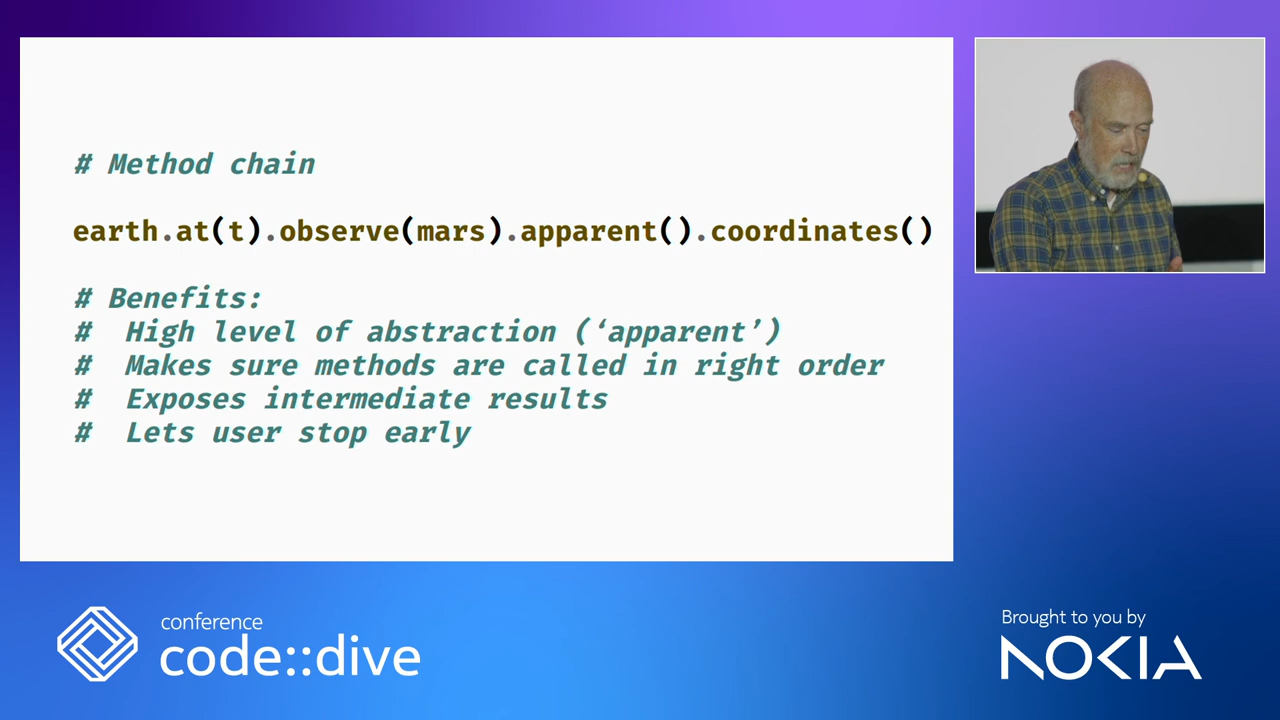 # Method chain
earth.at(t).observe(mars).apparent().coordinates()
# Benefits:
#  High level of abstraction (‘apparent’)
#  Makes sure methods are called in right order
#  Exposes intermediate results
#  Lets user stop early
conference
code::dive
Brought to you by
NOKIA